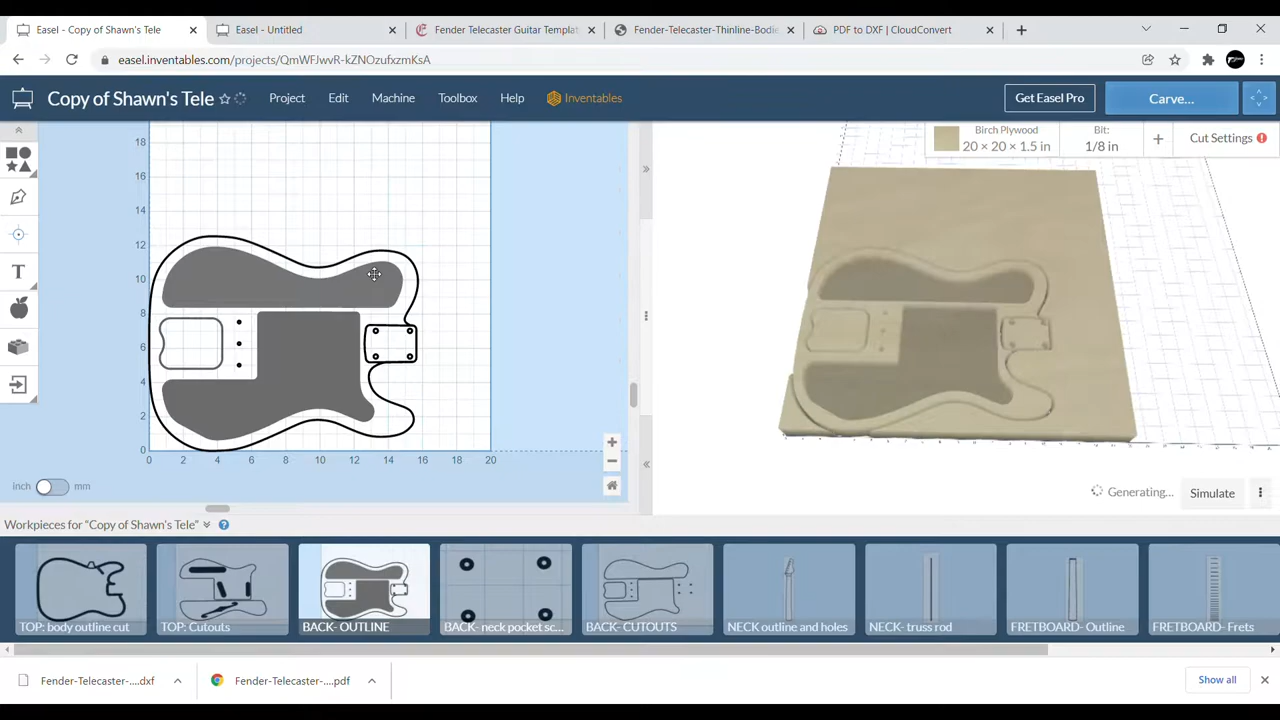 Easel - Copy of Shawn's Tele
Easel - Untitled
Fender Telecaster Guitar Templat
Fender-Telecaster-Thinline-Bodie
PDF to DXF | CloudConvert
easel.inventables.com/projects/QmWFJwvR-kZNOzufxzmKsA
Copy of Shawn's Tele
Project
Edit
Machine
Toolbox
Help
Inventables
Get Easel Pro
Carve...
Birch Plywood
20 × 20 × 1.5 in
Bit:
1/8 in
Cut Settings
18
16
14
12
10
8
6
4
2
0
0 2 4 6 8 10 12 14 16 18 20
inch
mm
Generating...
Simulate
Workpieces for "Copy of Shawn's Tele"
TOP: body outline cut
TOP: Cutouts
BACK- OUTLINE
BACK- neck pocket sc...
BACK- CUTOUTS
NECK outline and holes
NECK- truss rod
FRETBOARD- Outline
FRETBOARD- Frets
Fender-Telecaster-....dxf
Fender-Telecaster-....pdf
Show all